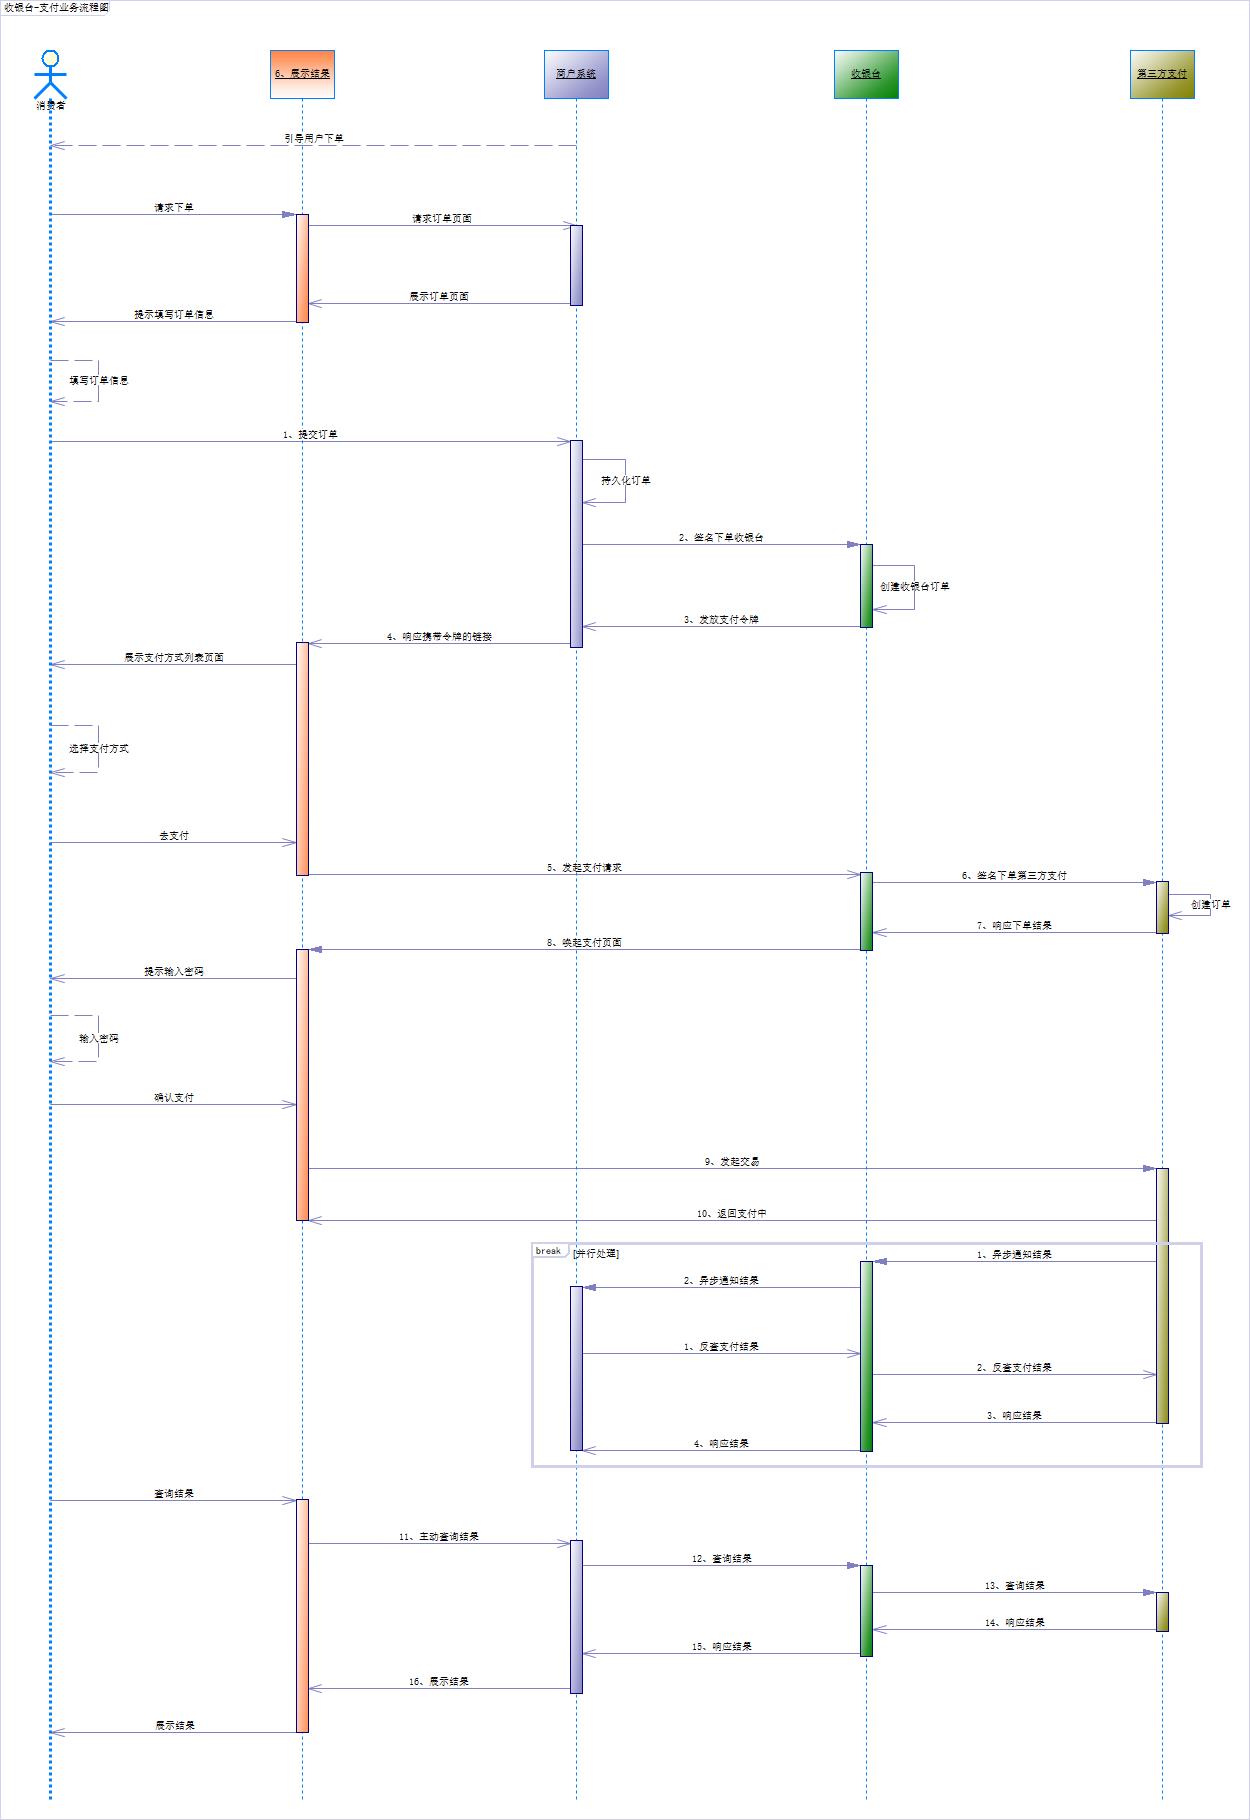 收银台-支付业务流程图
消费者
6、展示结果
商户系统
收银台
第三方支付
引导用户下单
请求下单
请求订单页面
展示订单页面
提示填写订单信息
填写订单信息
1、提交订单
持久化订单
2、签名下单收银台
创建收银台订单
3、发放支付令牌
4、响应携带令牌的链接
展示支付方式列表页面
选择支付方式
去支付
5、发起支付请求
6、签名下单第三方支付
创建订单
7、响应下单结果
8、唤起支付页面
提示输入密码
输入密码
确认支付
9、发起交易
10、返回支付中
break
[并行处理]
1、异步通知结果
2、异步通知结果
1、反查支付结果
2、反查支付结果
3、响应结果
4、响应结果
查询结果
11、主动查询结果
12、查询结果
13、查询结果
14、响应结果
15、响应结果
16、展示结果
展示结果